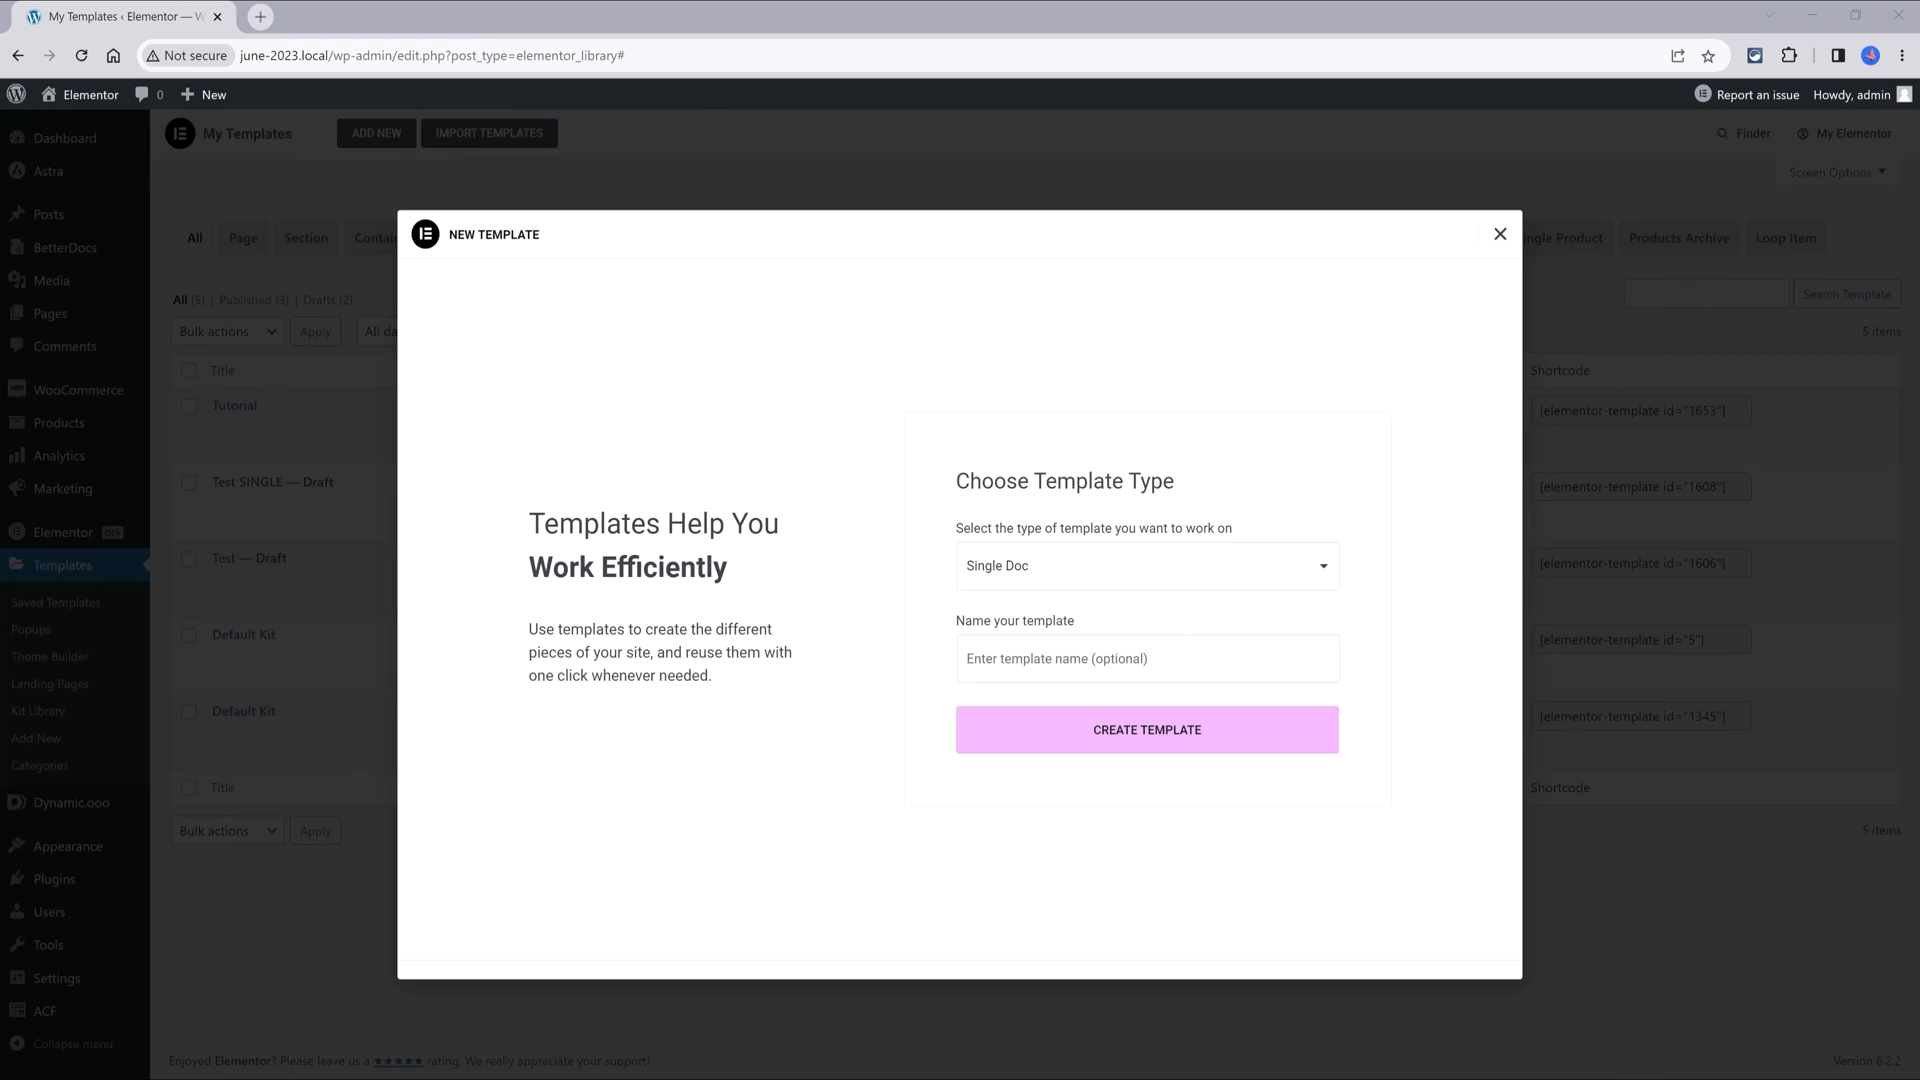 My Templates ‹ Elementor — W
Not secure
june-2023.local/wp-admin/edit.php?post_type=elementor_library#
Elementor
0
New
Report an issue
Howdy, admin
Dashboard
Astra
Posts
BetterDocs
Media
Pages
Comments
WooCommerce
Products
Analytics
Marketing
Elementor DEV
Templates
Saved Templates
Popups
Theme Builder
Landing Pages
Kit Library
Add New
Categories
Dynamic.ooo
Appearance
Plugins
Users
Tools
Settings
ACF
Collapse menu
My Templates
ADD NEW
IMPORT TEMPLATES
Finder
My Elementor
Screen Options
All
Page
Section
Contai
ngle Product
Products Archive
Loop Item
All (5) | Published (3) | Drafts (2)
Search Template
Bulk actions
Apply
All da
5 items
Title
Shortcode
Tutorial
[elementor-template id="1653"]
Test SINGLE — Draft
[elementor-template id="1608"]
Test — Draft
[elementor-template id="1606"]
Default Kit
[elementor-template id="5"]
Default Kit
[elementor-template id="1345"]
Title
Shortcode
Bulk actions
Apply
5 items
NEW TEMPLATE
Templates Help You
Work Efficiently
Use templates to create the different
pieces of your site, and reuse them with
one click whenever needed.
Choose Template Type
Select the type of template you want to work on
Single Doc
Name your template
Enter template name (optional)
CREATE TEMPLATE
Enjoyed Elementor? Please leave us a ★★★★★ rating. We really appreciate your support!
Version 6.2.2